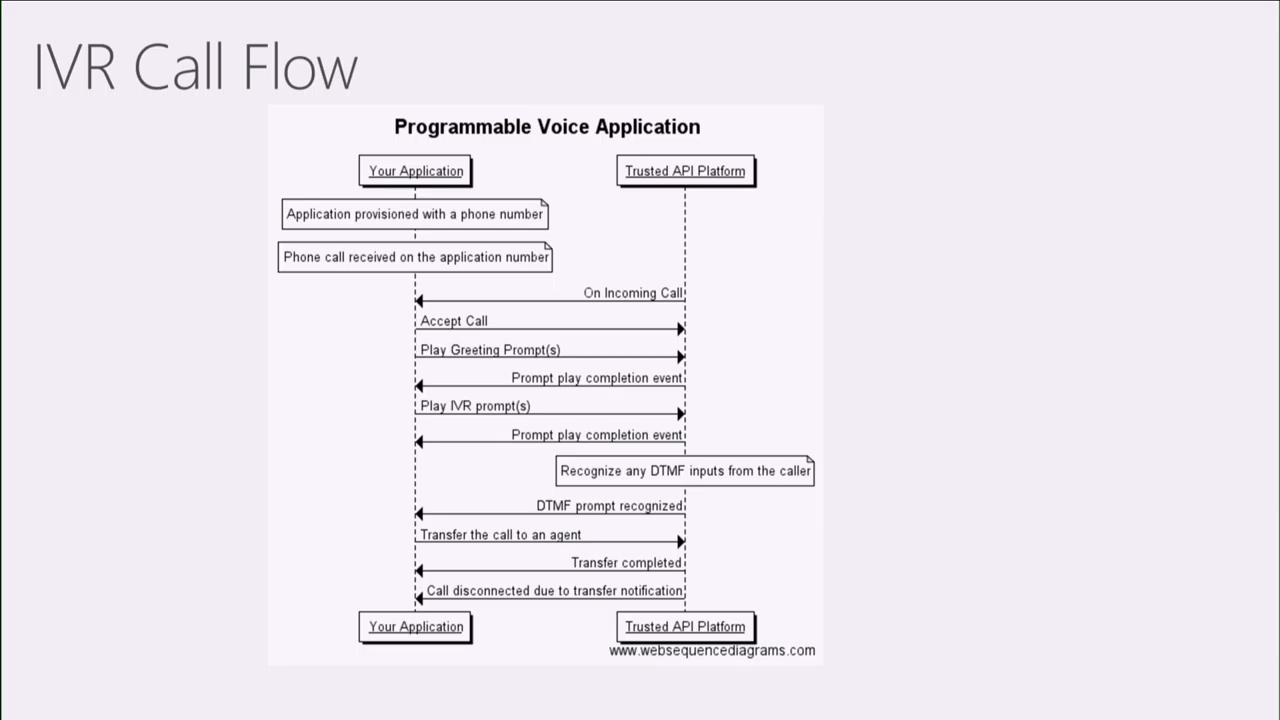 IVR Call Flow
Programmable Voice Application
Your Application
Trusted API Platform
Application provisioned with a phone number
Phone call received on the application number
On Incoming Call
Accept Call
Play Greeting Prompt(s)
Prompt play completion event
Play IVR prompt(s)
Prompt play completion event
Recognize any DTMF inputs from the caller
DTMF prompt recognized
Transfer the call to an agent
Transfer completed
Call disconnected due to transfer notification
Your Application
Trusted API Platform
www.websequencediagrams.com